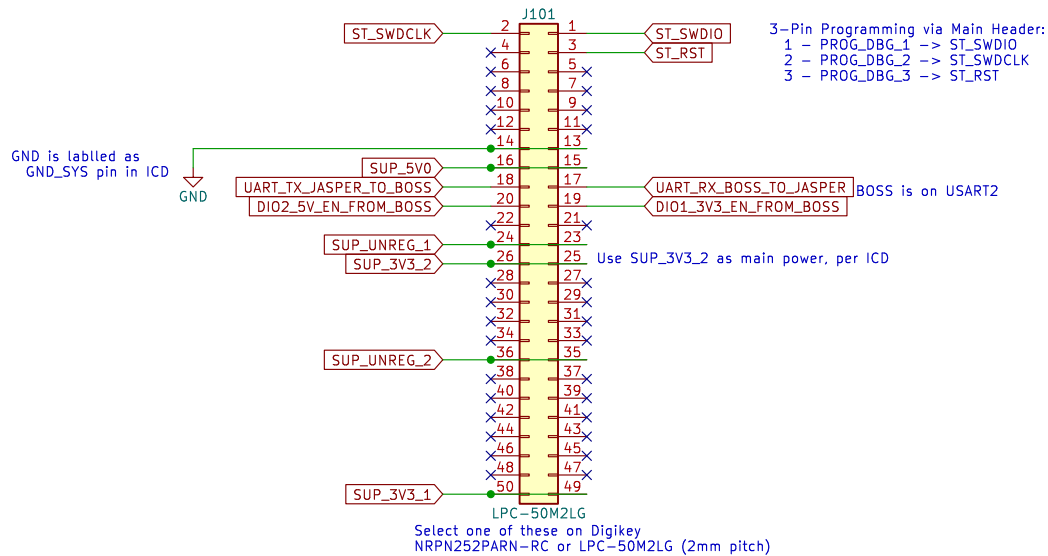 J101
3-Pin Programming via Main Header:
1 - PROG_DBG_1 -> ST_SWDIO
2 - PROG_DBG_2 -> ST_SWDCLK
3 - PROG_DBG_3 -> ST_RST
ST_SWDCLK 2 1 ST_SWDIO
4 3 ST_RST
6 5
8 7
10 9
12 11
14 13
GND is lablled as
GND_SYS pin in ICD
GND
SUP_5V0 16 15
UART_TX_JASPER_TO_BOSS 18 17 UART_RX_BOSS_TO_JASPER BOSS is on USART2
DIO2_5V_EN_FROM_BOSS 20 19 DIO1_3V3_EN_FROM_BOSS
22 21
SUP_UNREG_1 24 23
SUP_3V3_2 26 25 Use SUP_3V3_2 as main power, per ICD
28 27
30 29
32 31
34 33
SUP_UNREG_2 36 35
38 37
40 39
42 41
44 43
46 45
48 47
SUP_3V3_1 50 49
LPC-50M2LG
Select one of these on Digikey
NRPN252PARN-RC or LPC-50M2LG (2mm pitch)